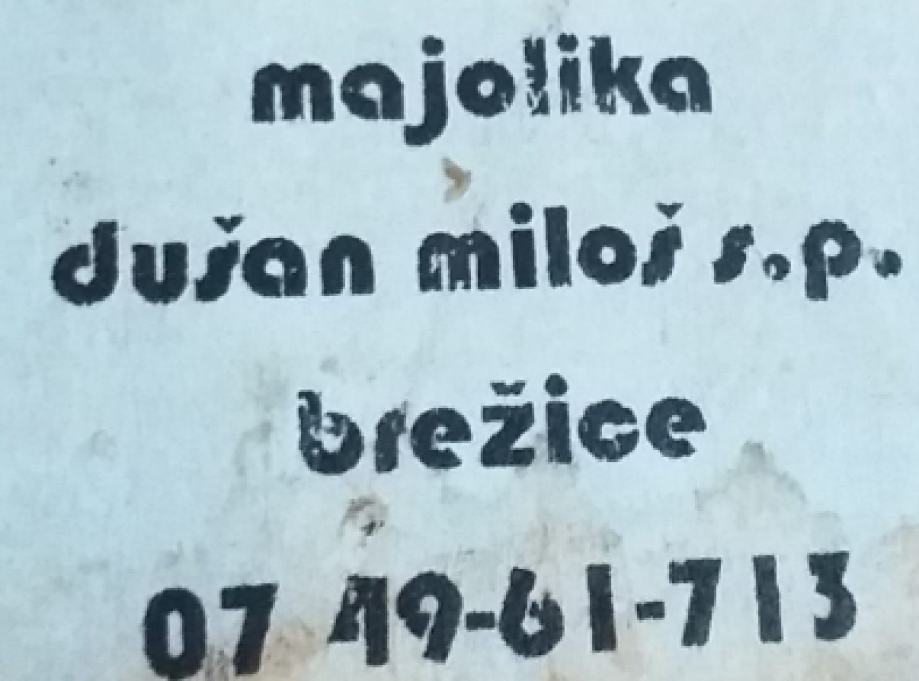 majolika
dušan miloš s.p.
brežice
07 49-61-713